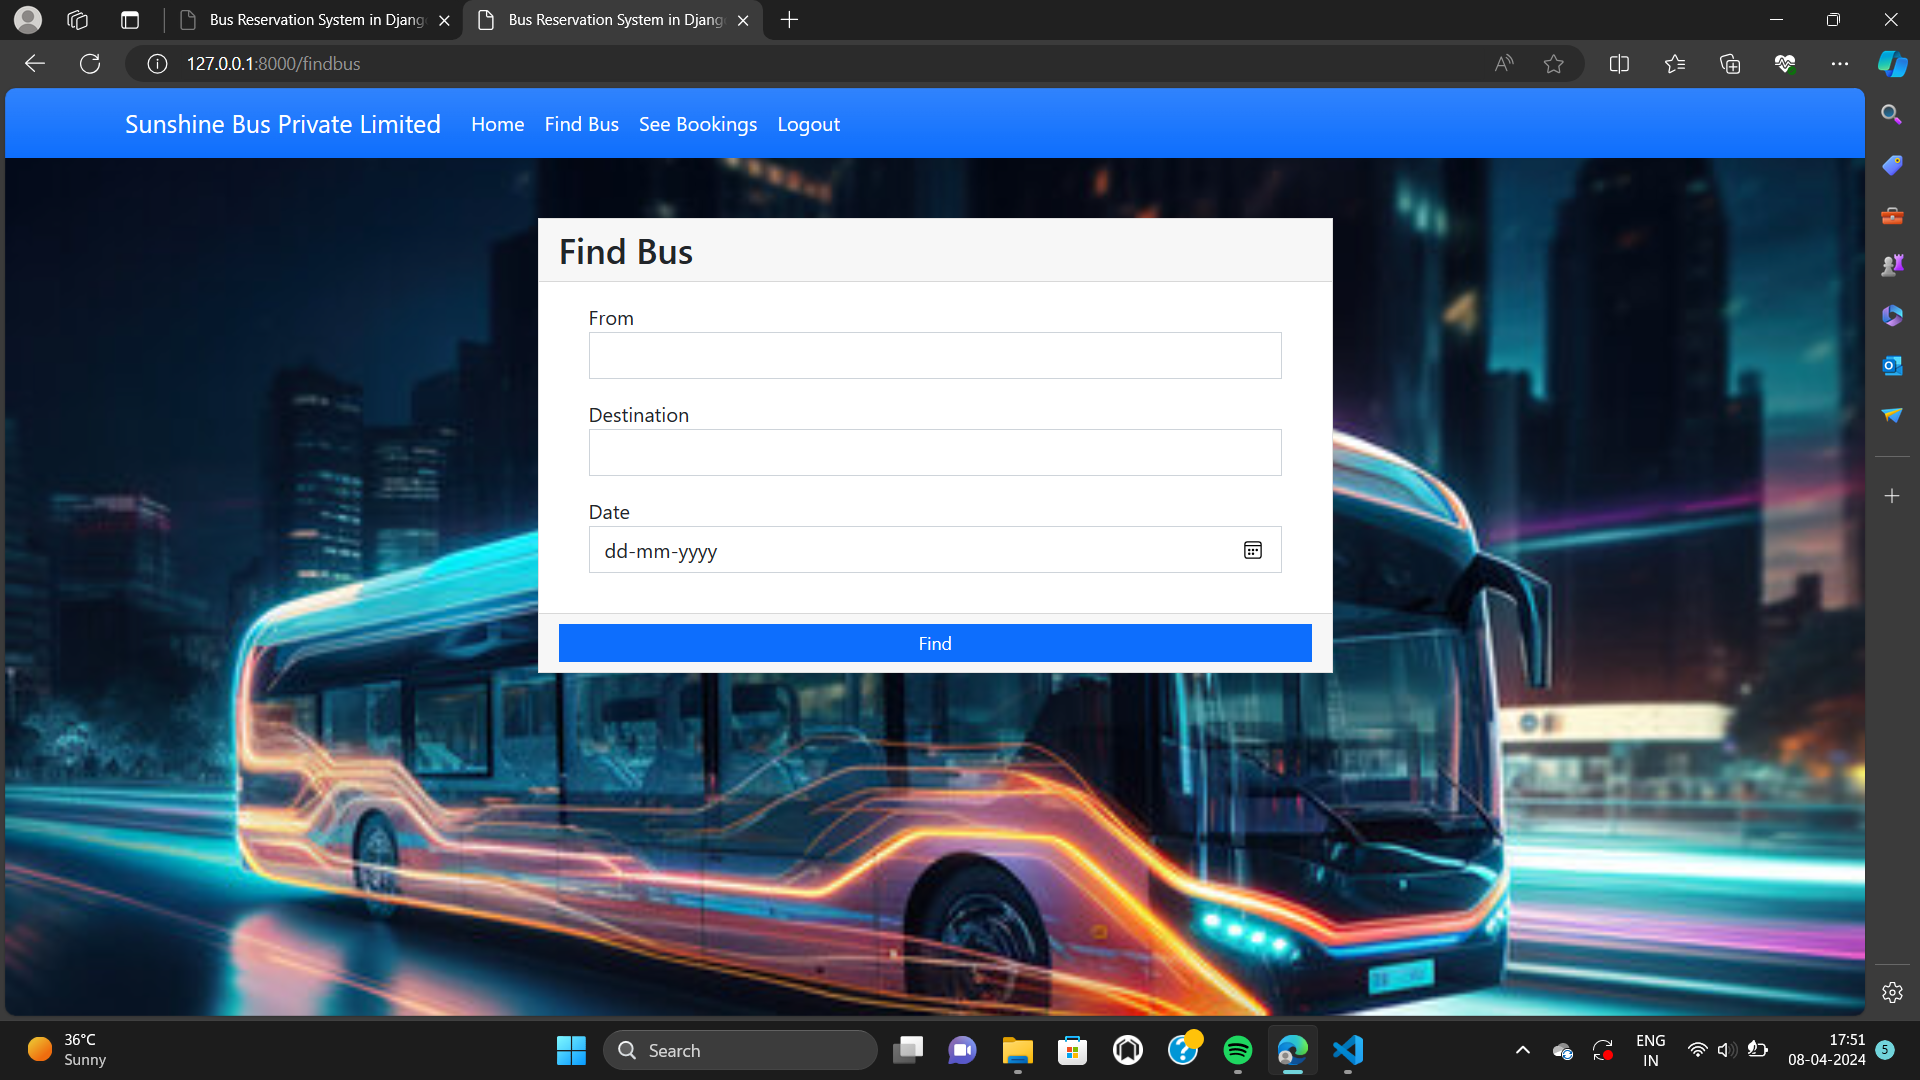 Bus Reservation System in Djang
Bus Reservation System in Djang
127.0.0.1:8000/findbus
Sunshine Bus Private Limited
Home
Find Bus
See Bookings
Logout
Find Bus
From
Destination
Date
dd-mm-yyyy
Find
36°C
Sunny
Search
ENG
IN
17:51
08-04-2024
5